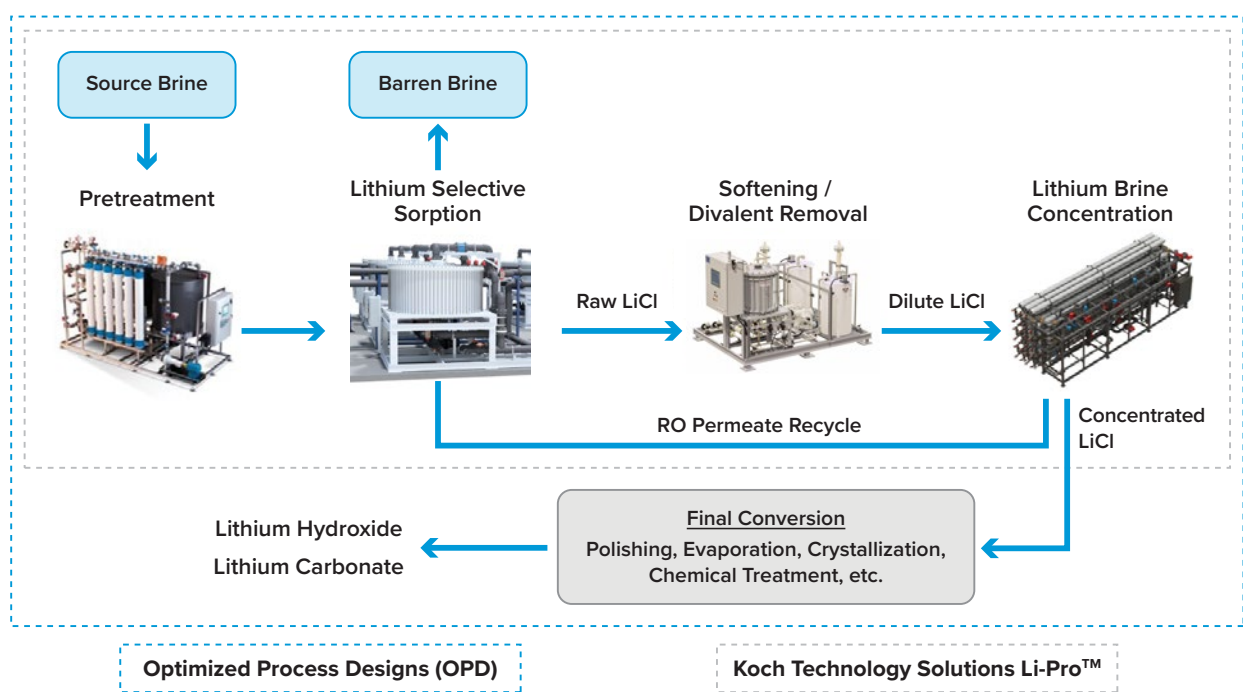 Source Brine
Barren Brine
Pretreatment
Lithium Selective
Sorption
Softening /
Divalent Removal
Lithium Brine
Concentration
Raw LiCl
Dilute LiCl
RO Permeate Recycle
Concentrated
LiCl
Final Conversion
Polishing, Evaporation, Crystallization,
Chemical Treatment, etc.
Lithium Hydroxide
Lithium Carbonate
Optimized Process Designs (OPD)
Koch Technology Solutions Li-Pro™